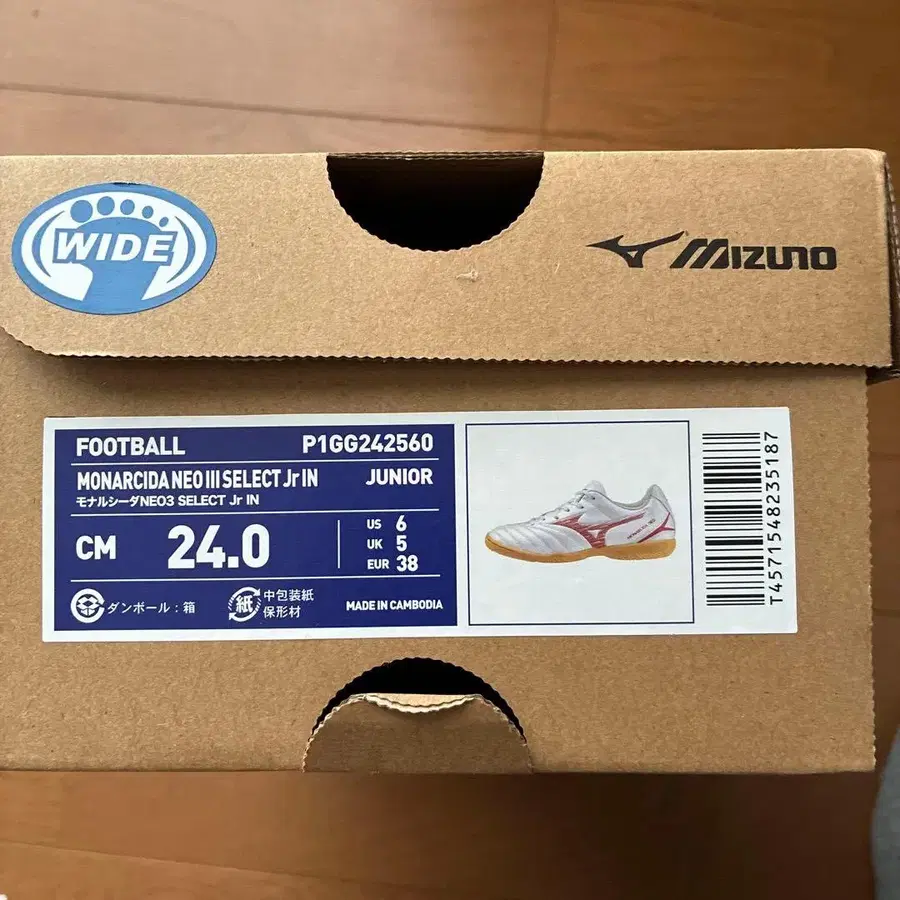 WIDE
MIZUNO
FOOTBALL P1GG242560
MONARCIDA NEO III SELECT Jr IN JUNIOR
モナルシーダNEO3 SELECT Jr IN
CM 24.0
US 6
UK 5
EUR 38
ダンボール：箱
紙 中包装紙
保形材
MADE IN CAMBODIA
T4571548235187